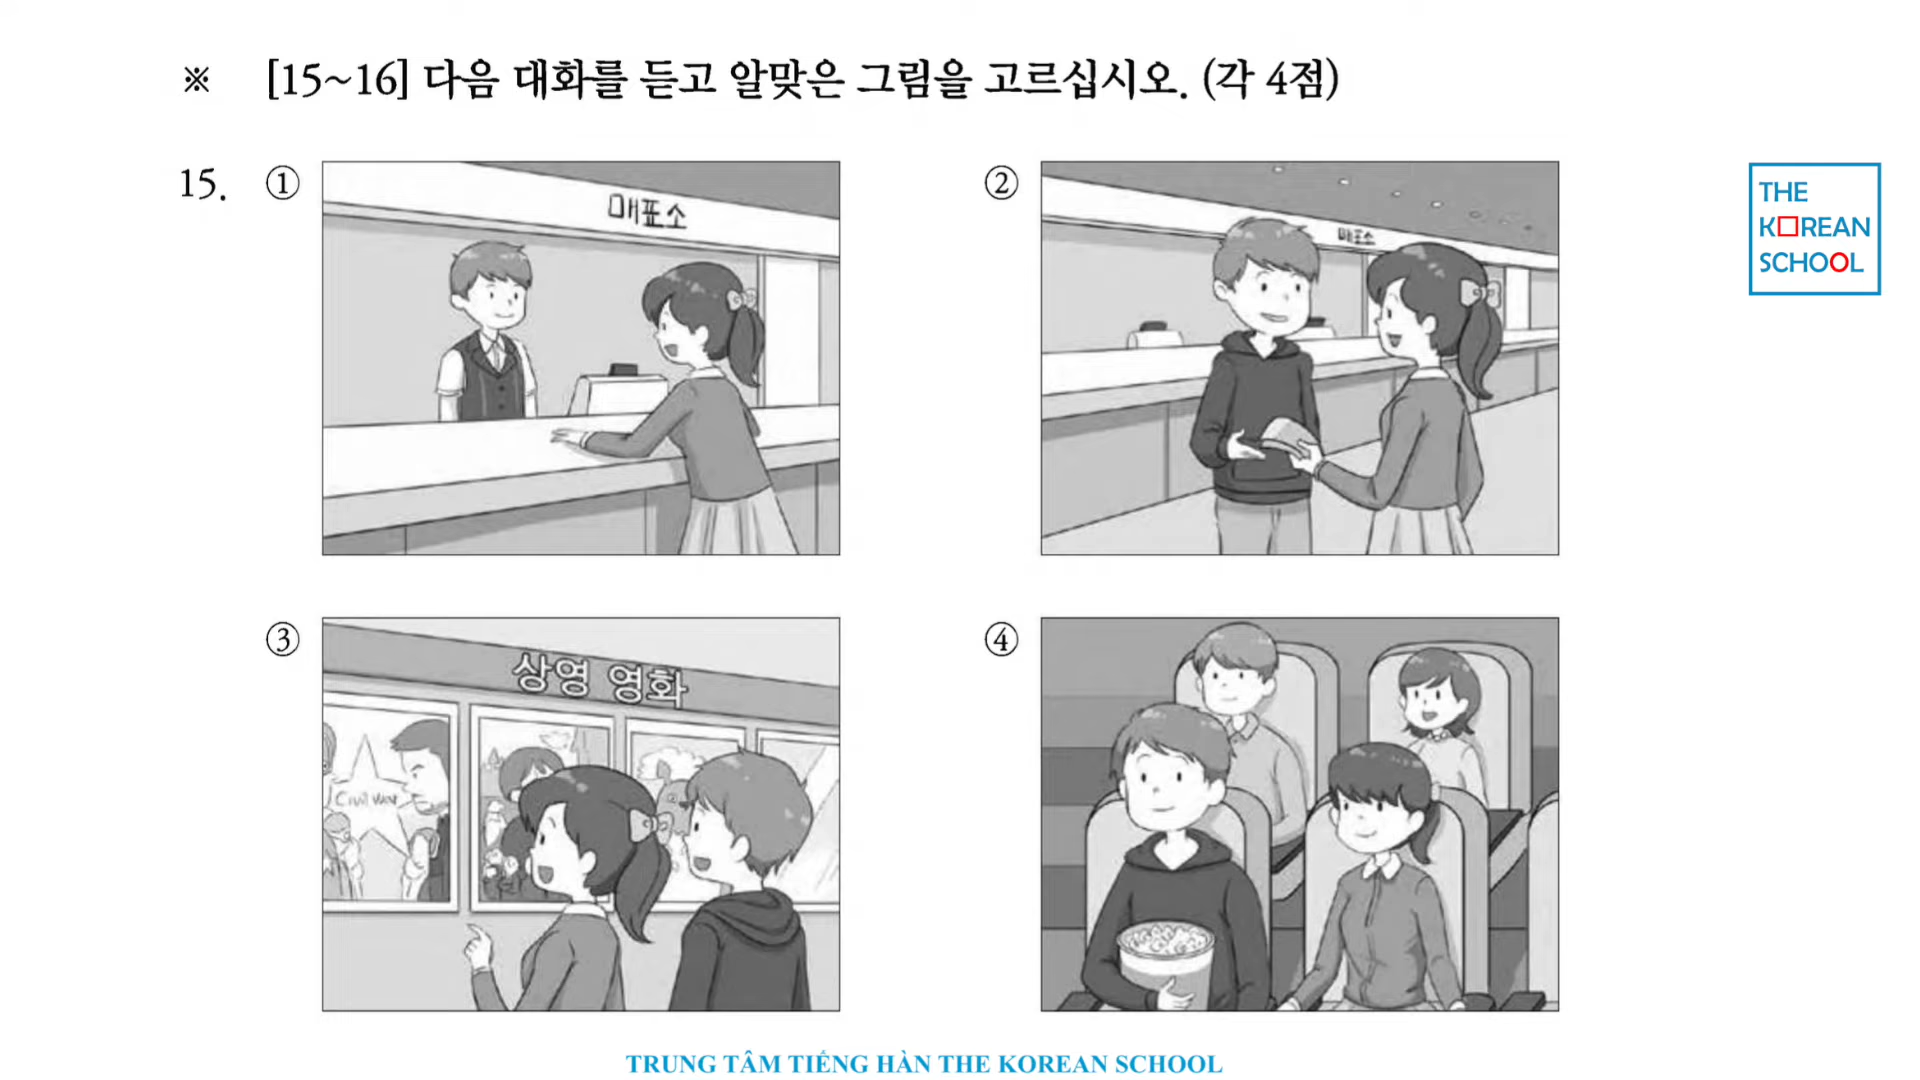 ※ [15~16] 다음 대화를 듣고 알맞은 그림을 고르십시오. (각 4점)
15. ① ②
매표소
매표소
THE
KOREAN
SCHOOL
③ ④
상영 영화
CIVIL WAR
TRUNG TÂM TIẾNG HÀN THE KOREAN SCHOOL